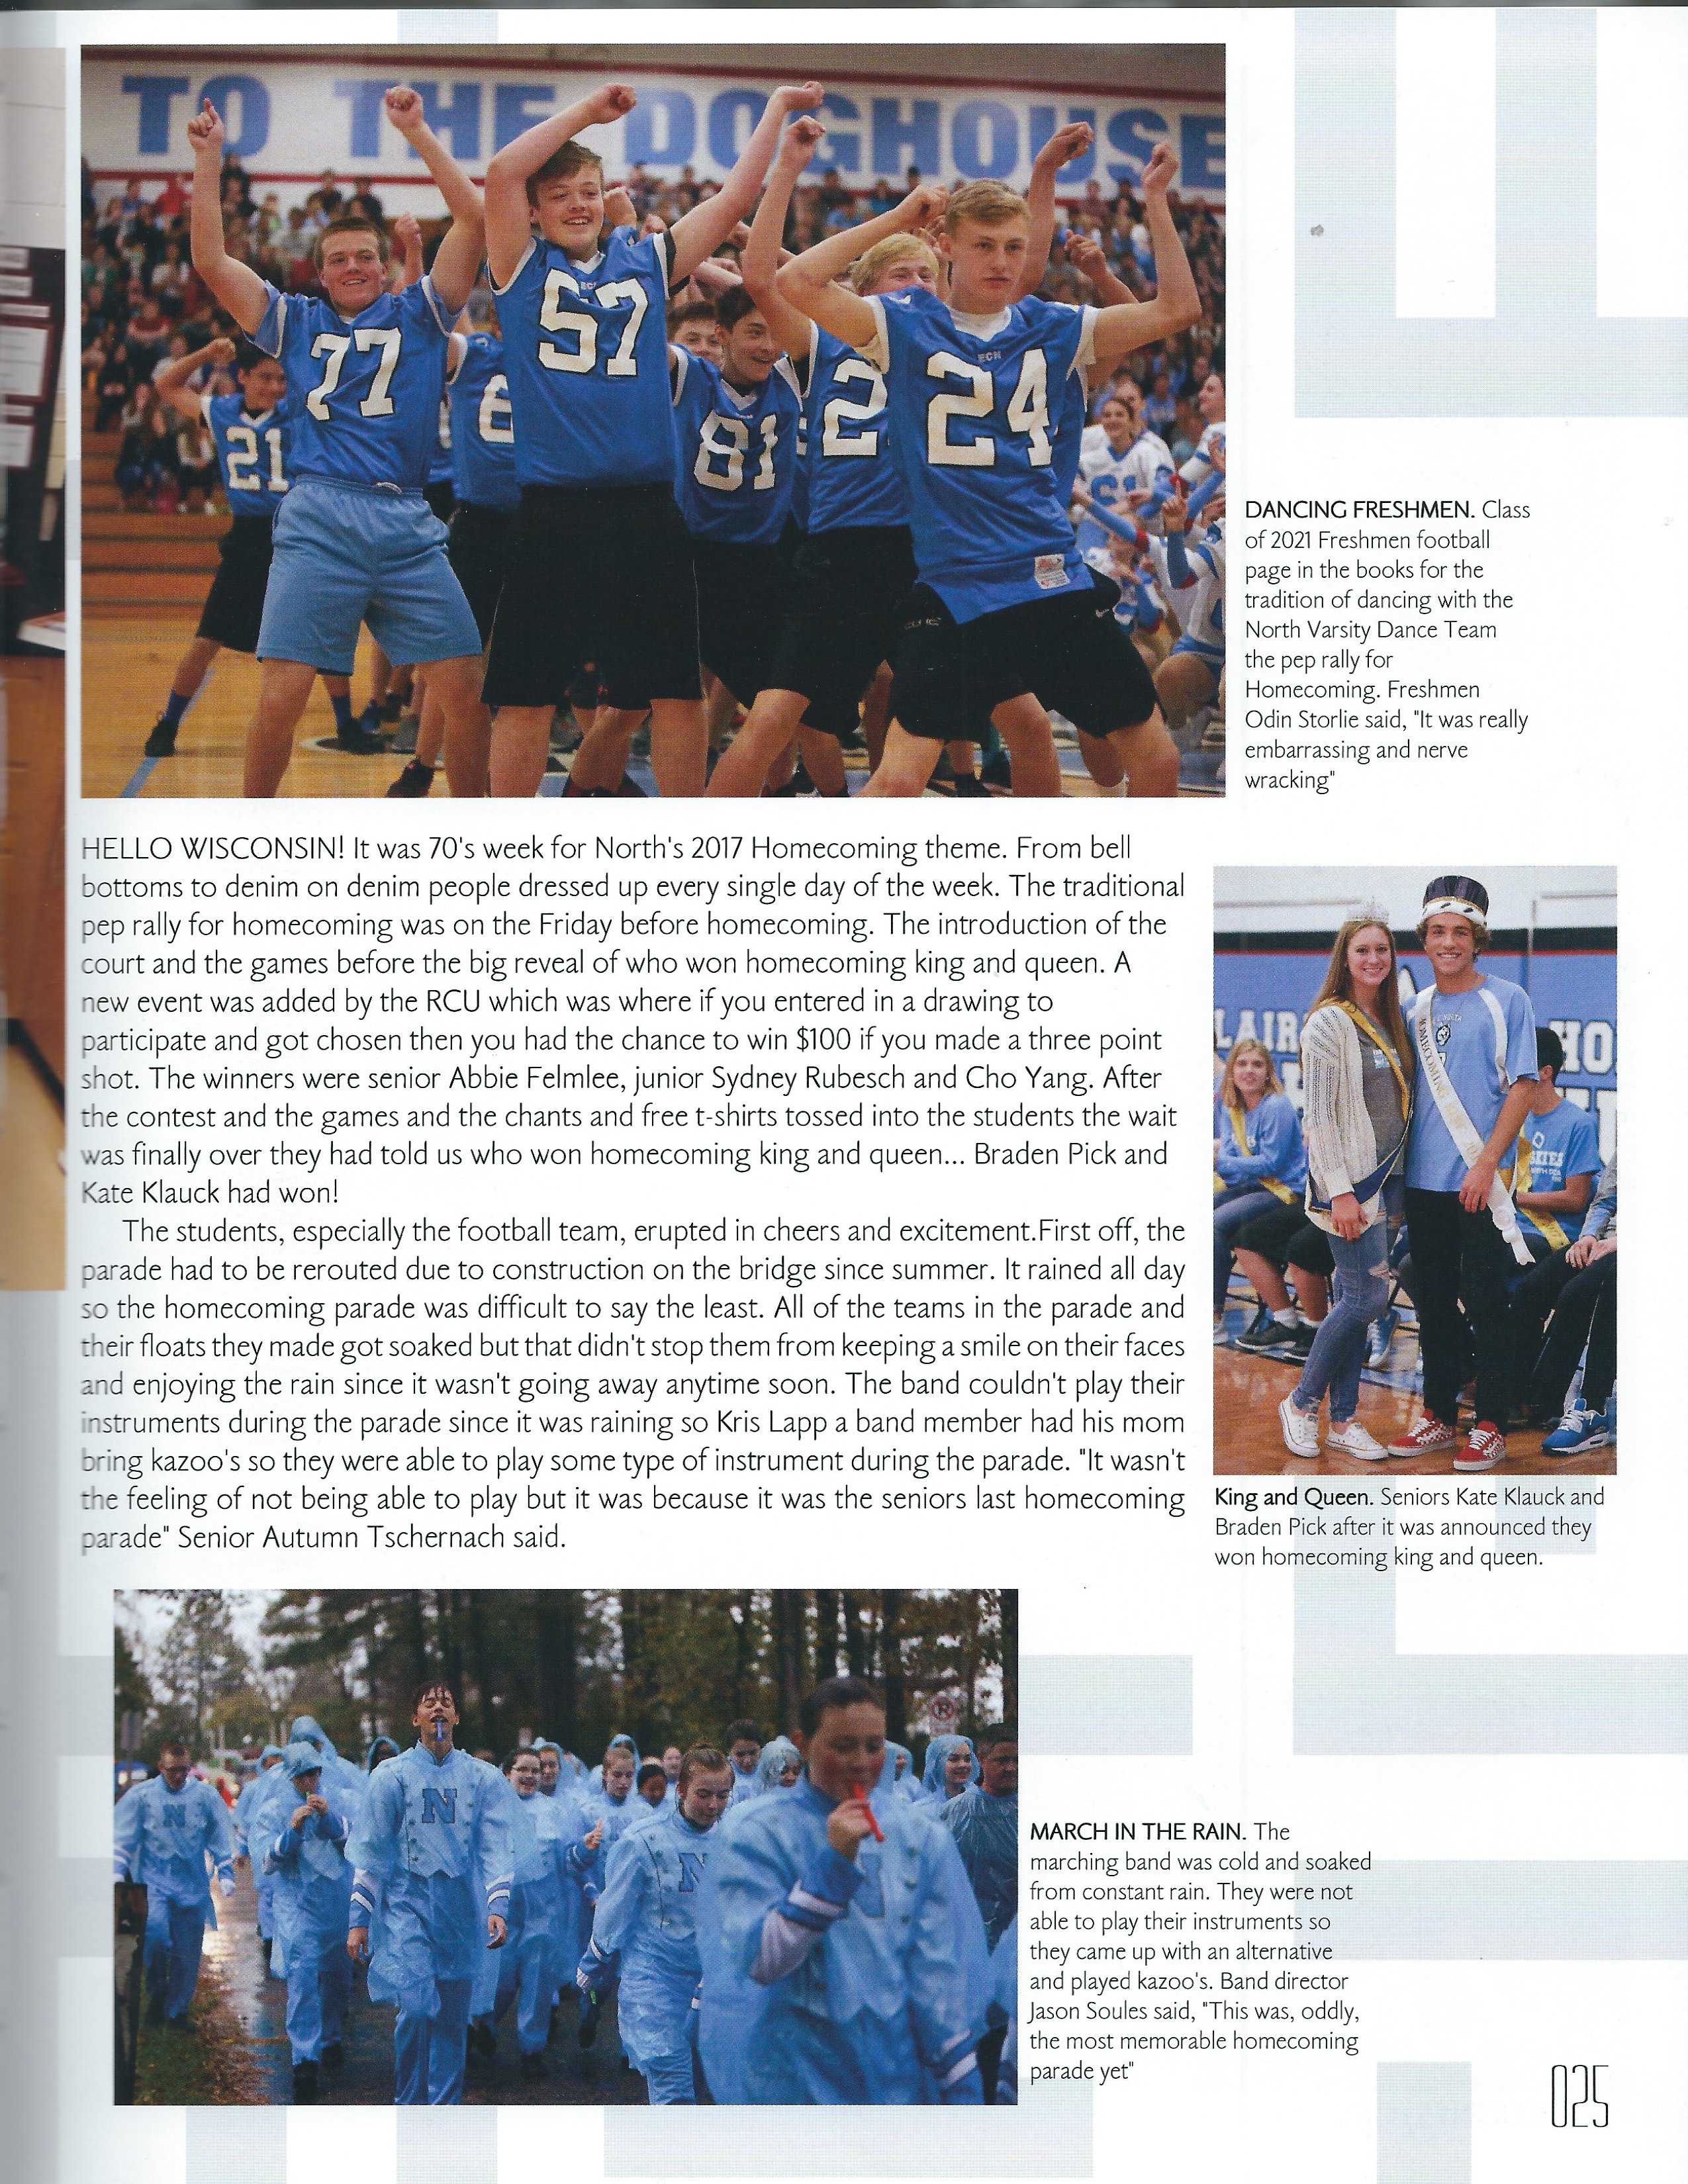 TO THE DOGHOUSE
21
77
57
ECN
81
2
24
DANCING FRESHMEN. Class
of 2021 Freshmen football
page in the books for the
tradition of dancing with the
North Varsity Dance Team
the pep rally for
Homecoming. Freshmen
Odin Storlie said, "It was really
embarrassing and nerve
wracking"
HELLO WISCONSIN! It was 70's week for North's 2017 Homecoming theme. From bell
bottoms to denim on denim people dressed up every single day of the week. The traditional
pep rally for homecoming was on the Friday before homecoming. The introduction of the
court and the games before the big reveal of who won homecoming king and queen. A
new event was added by the RCU which was where if you entered in a drawing to
participate and got chosen then you had the chance to win $100 if you made a three point
shot. The winners were senior Abbie Felmlee, junior Sydney Rubesch and Cho Yang. After
the contest and the games and the chants and free t-shirts tossed into the students the wait
was finally over they had told us who won homecoming king and queen... Braden Pick and
Kate Klauck had won!
The students, especially the football team, erupted in cheers and excitement.First off, the
parade had to be rerouted due to construction on the bridge since summer. It rained all day
so the homecoming parade was difficult to say the least. All of the teams in the parade and
their floats they made got soaked but that didn't stop them from keeping a smile on their faces
and enjoying the rain since it wasn't going away anytime soon. The band couldn't play their
instruments during the parade since it was raining so Kris Lapp a band member had his mom
bring kazoo's so they were able to play some type of instrument during the parade. "It wasn't
the feeling of not being able to play but it was because it was the seniors last homecoming
parade" Senior Autumn Tschernach said.
LAIR
HO
SKIES
King and Queen. Seniors Kate Klauck and
Braden Pick after it was announced they
won homecoming king and queen.
N
N
N
MARCH IN THE RAIN. The
marching band was cold and soaked
from constant rain. They were not
able to play their instruments so
they came up with an alternative
and played kazoo's. Band director
Jason Soules said, "This was, oddly,
the most memorable homecoming
parade yet"
025